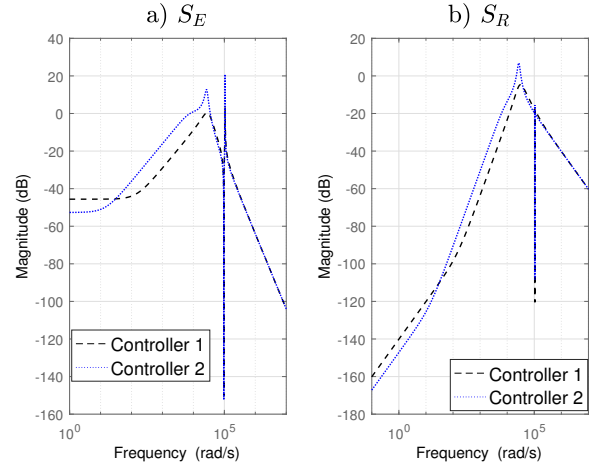 a) S_E
b) S_R
40
20
0
-20
-40
-60
-80
-100
-120
-140
-160
Magnitude (dB)
Controller 1
Controller 2
10^0
10^5
Frequency (rad/s)
20
0
-20
-40
-60
-80
-100
-120
-140
-160
-180
Magnitude (dB)
Controller 1
Controller 2
10^0
10^5
Frequency (rad/s)